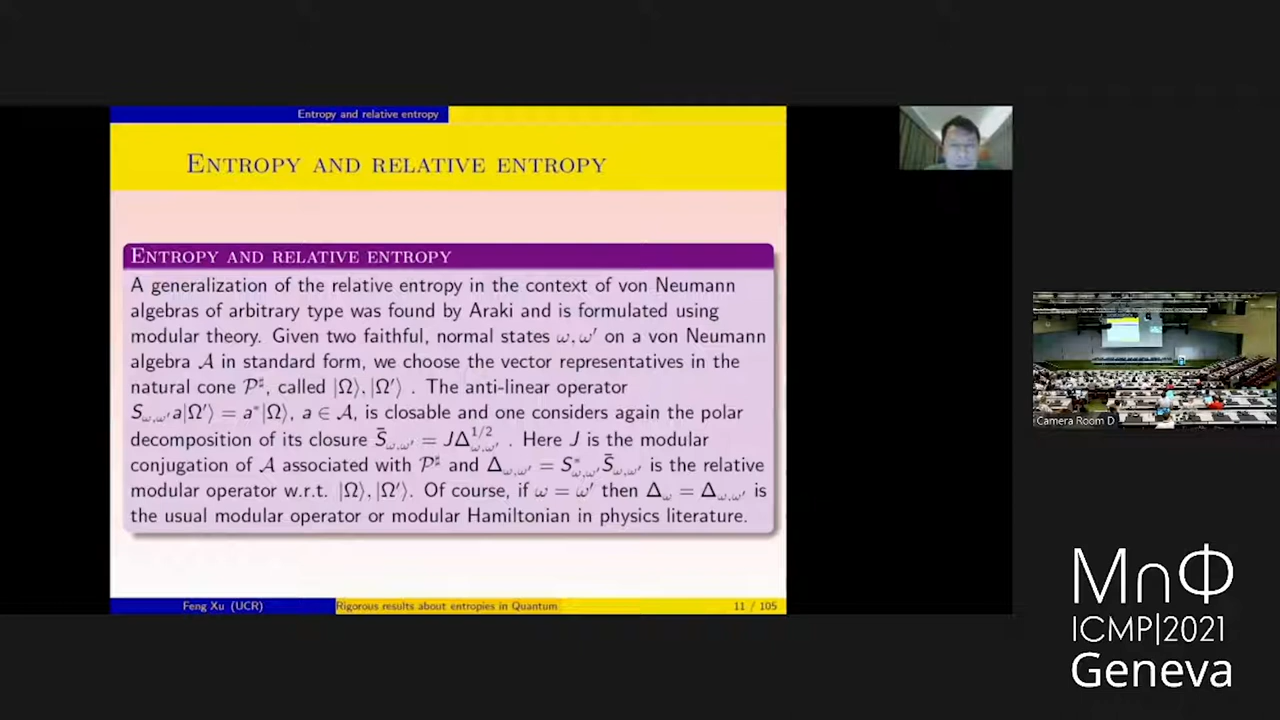 Entropy and relative entropy
ENTROPY AND RELATIVE ENTROPY
ENTROPY AND RELATIVE ENTROPY
A generalization of the relative entropy in the context of von Neumann
algebras of arbitrary type was found by Araki and is formulated using
modular theory. Given two faithful, normal states ω, ω′ on a von Neumann
algebra 𝒜 in standard form, we choose the vector representatives in the
natural cone 𝒫♯, called |Ω⟩, |Ω′⟩ . The anti-linear operator
S_{ω,ω′} a|Ω′⟩ = a*|Ω⟩, a ∈ 𝒜, is closable and one considers again the polar
decomposition of its closure S̄_{ω,ω′} = JΔ^{1/2}_{ω,ω′} . Here J is the modular
conjugation of 𝒜 associated with 𝒫♯ and Δ_{ω,ω′} = S*_{ω,ω′} S̄_{ω,ω′} is the relative
modular operator w.r.t. |Ω⟩, |Ω′⟩. Of course, if ω = ω′ then Δ_ω = Δ_{ω,ω′} is
the usual modular operator or modular Hamiltonian in physics literature.
Feng Xu (UCR) Rigorous results about entropies in Quantum 11 / 105
Camera Room D
M∩Φ
ICMP|2021
Geneva